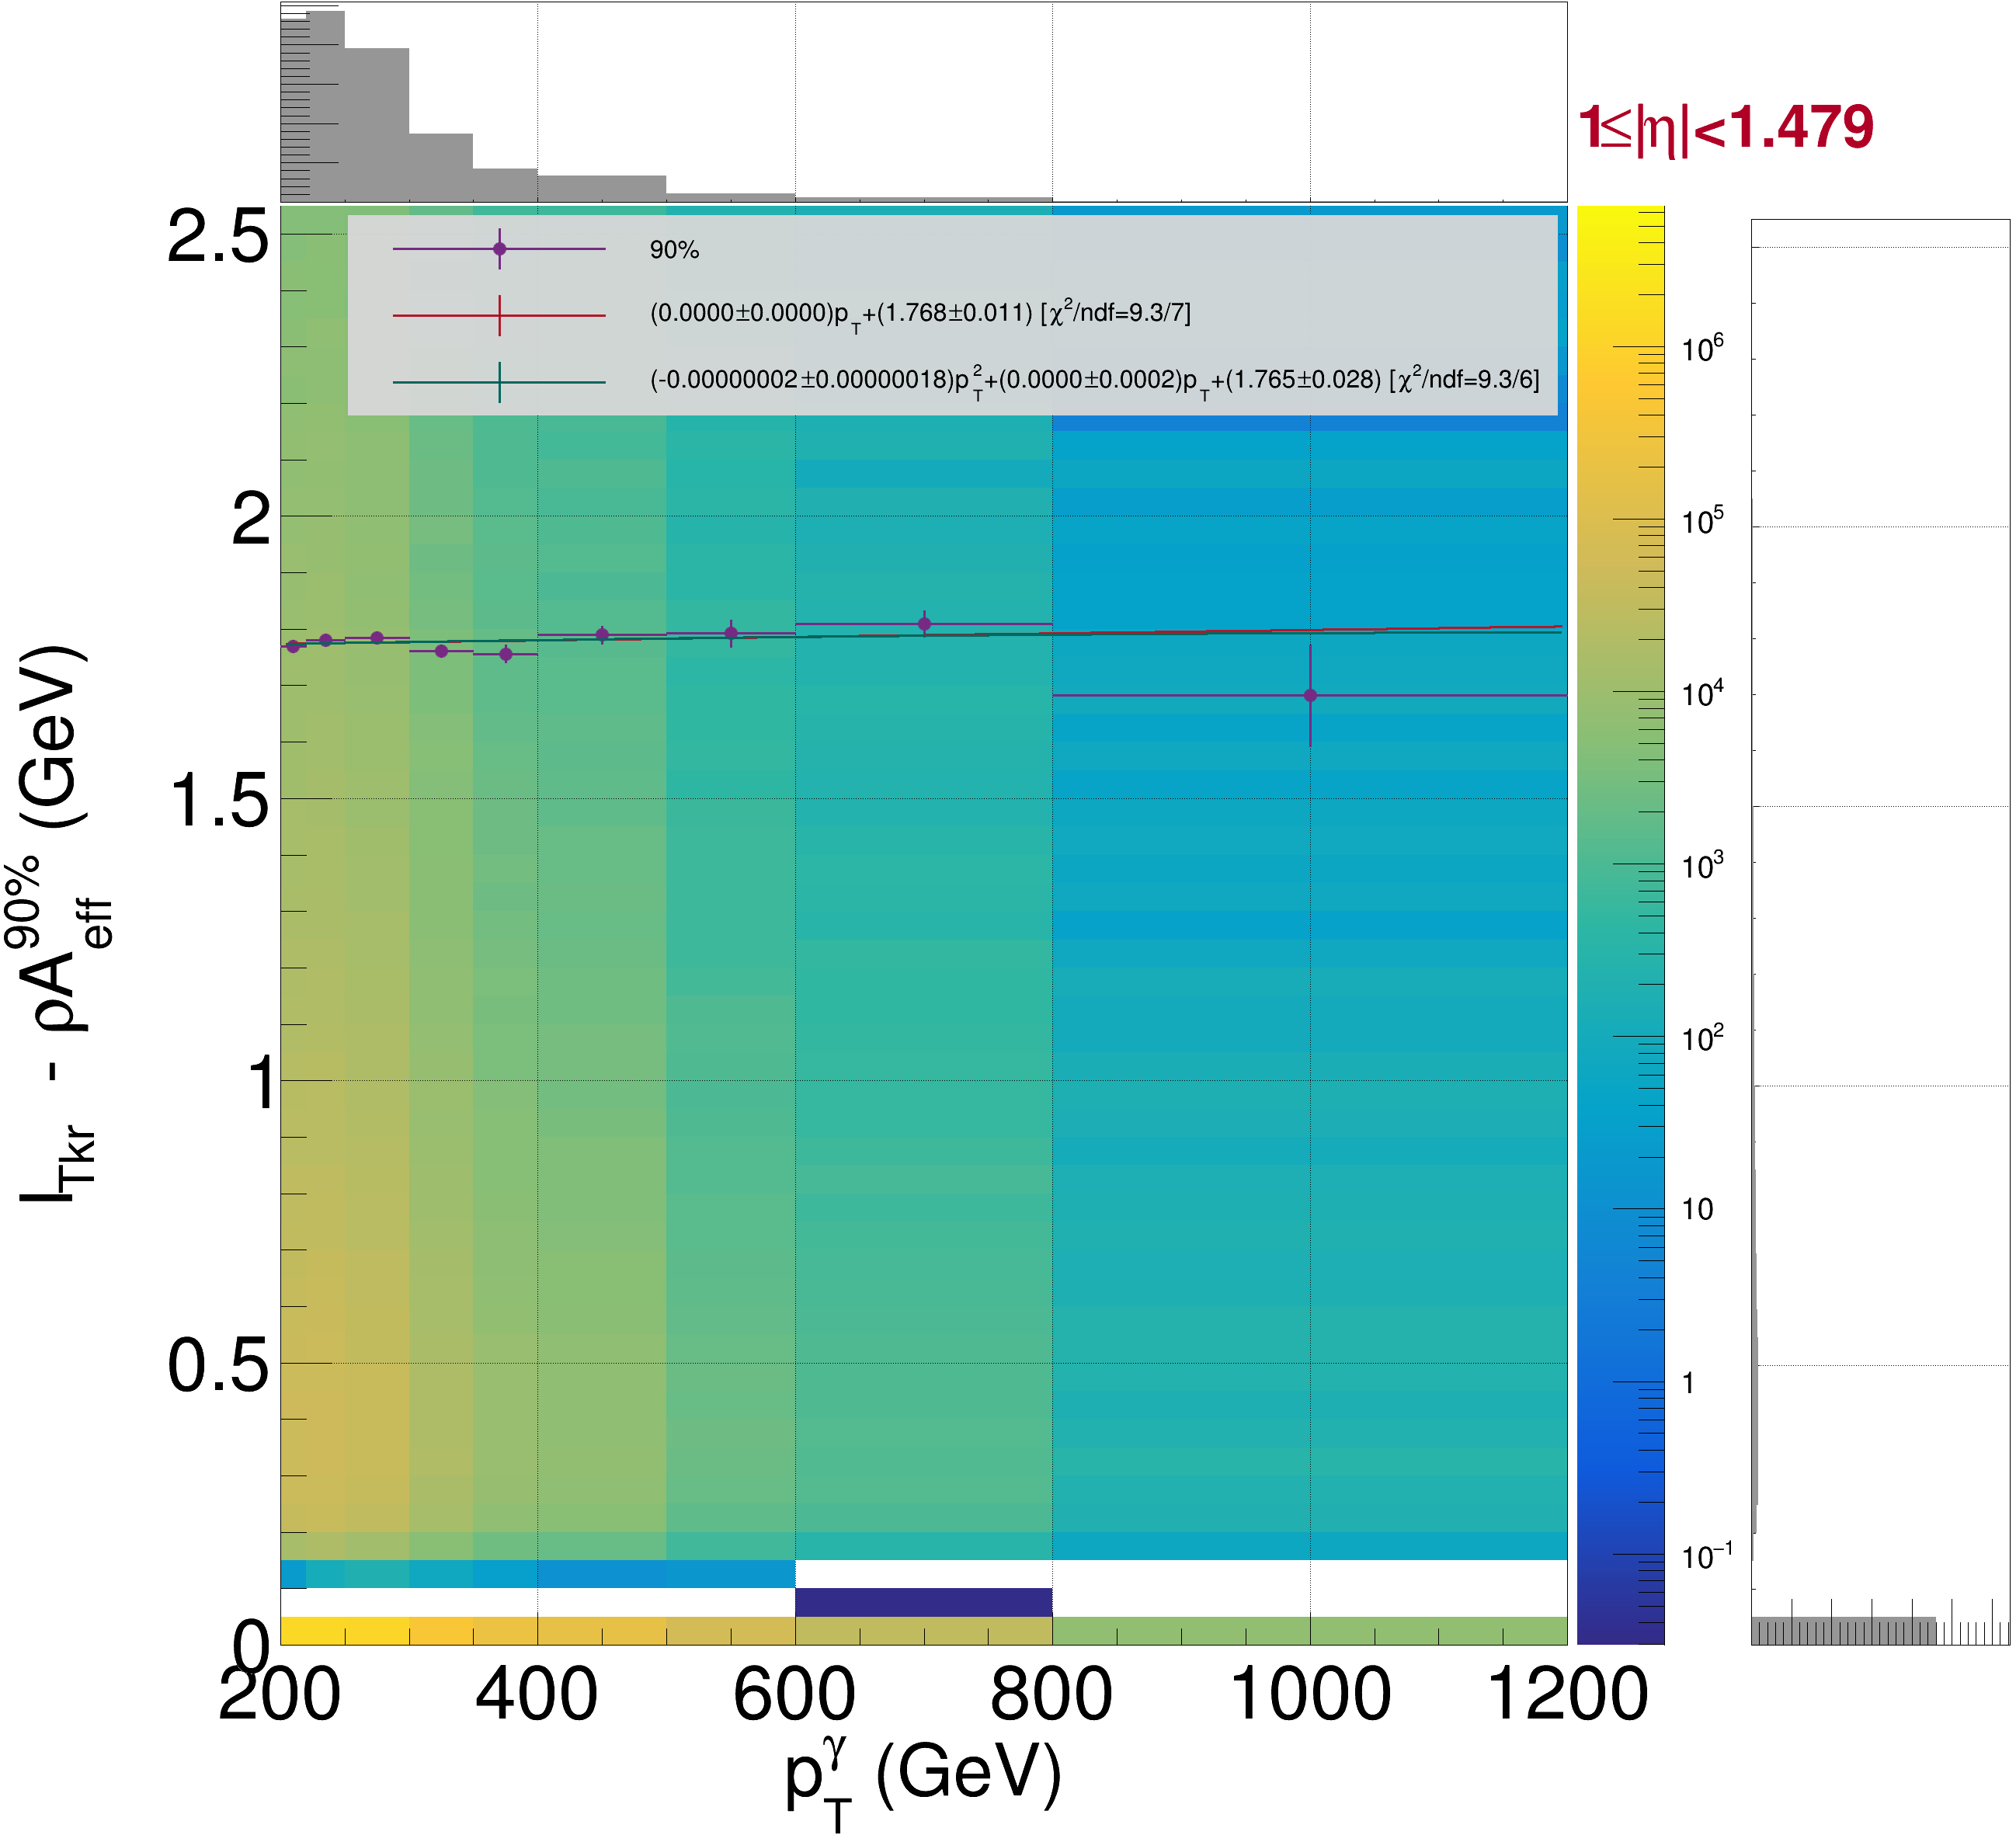 1≤|η|<1.479
90%
(0.0000±0.0000)p_T+(1.768±0.011) [χ²/ndf=9.3/7]
(-0.00000002±0.00000018)p_T²+(0.0000±0.0002)p_T+(1.765±0.028) [χ²/ndf=9.3/6]
2.5
2
1.5
1
0.5
0
I_Tkr - ρA_eff^90% (GeV)
200 400 600 800 1000 1200
p_T^γ (GeV)
10⁶
10⁵
10⁴
10³
10²
10
1
10⁻¹